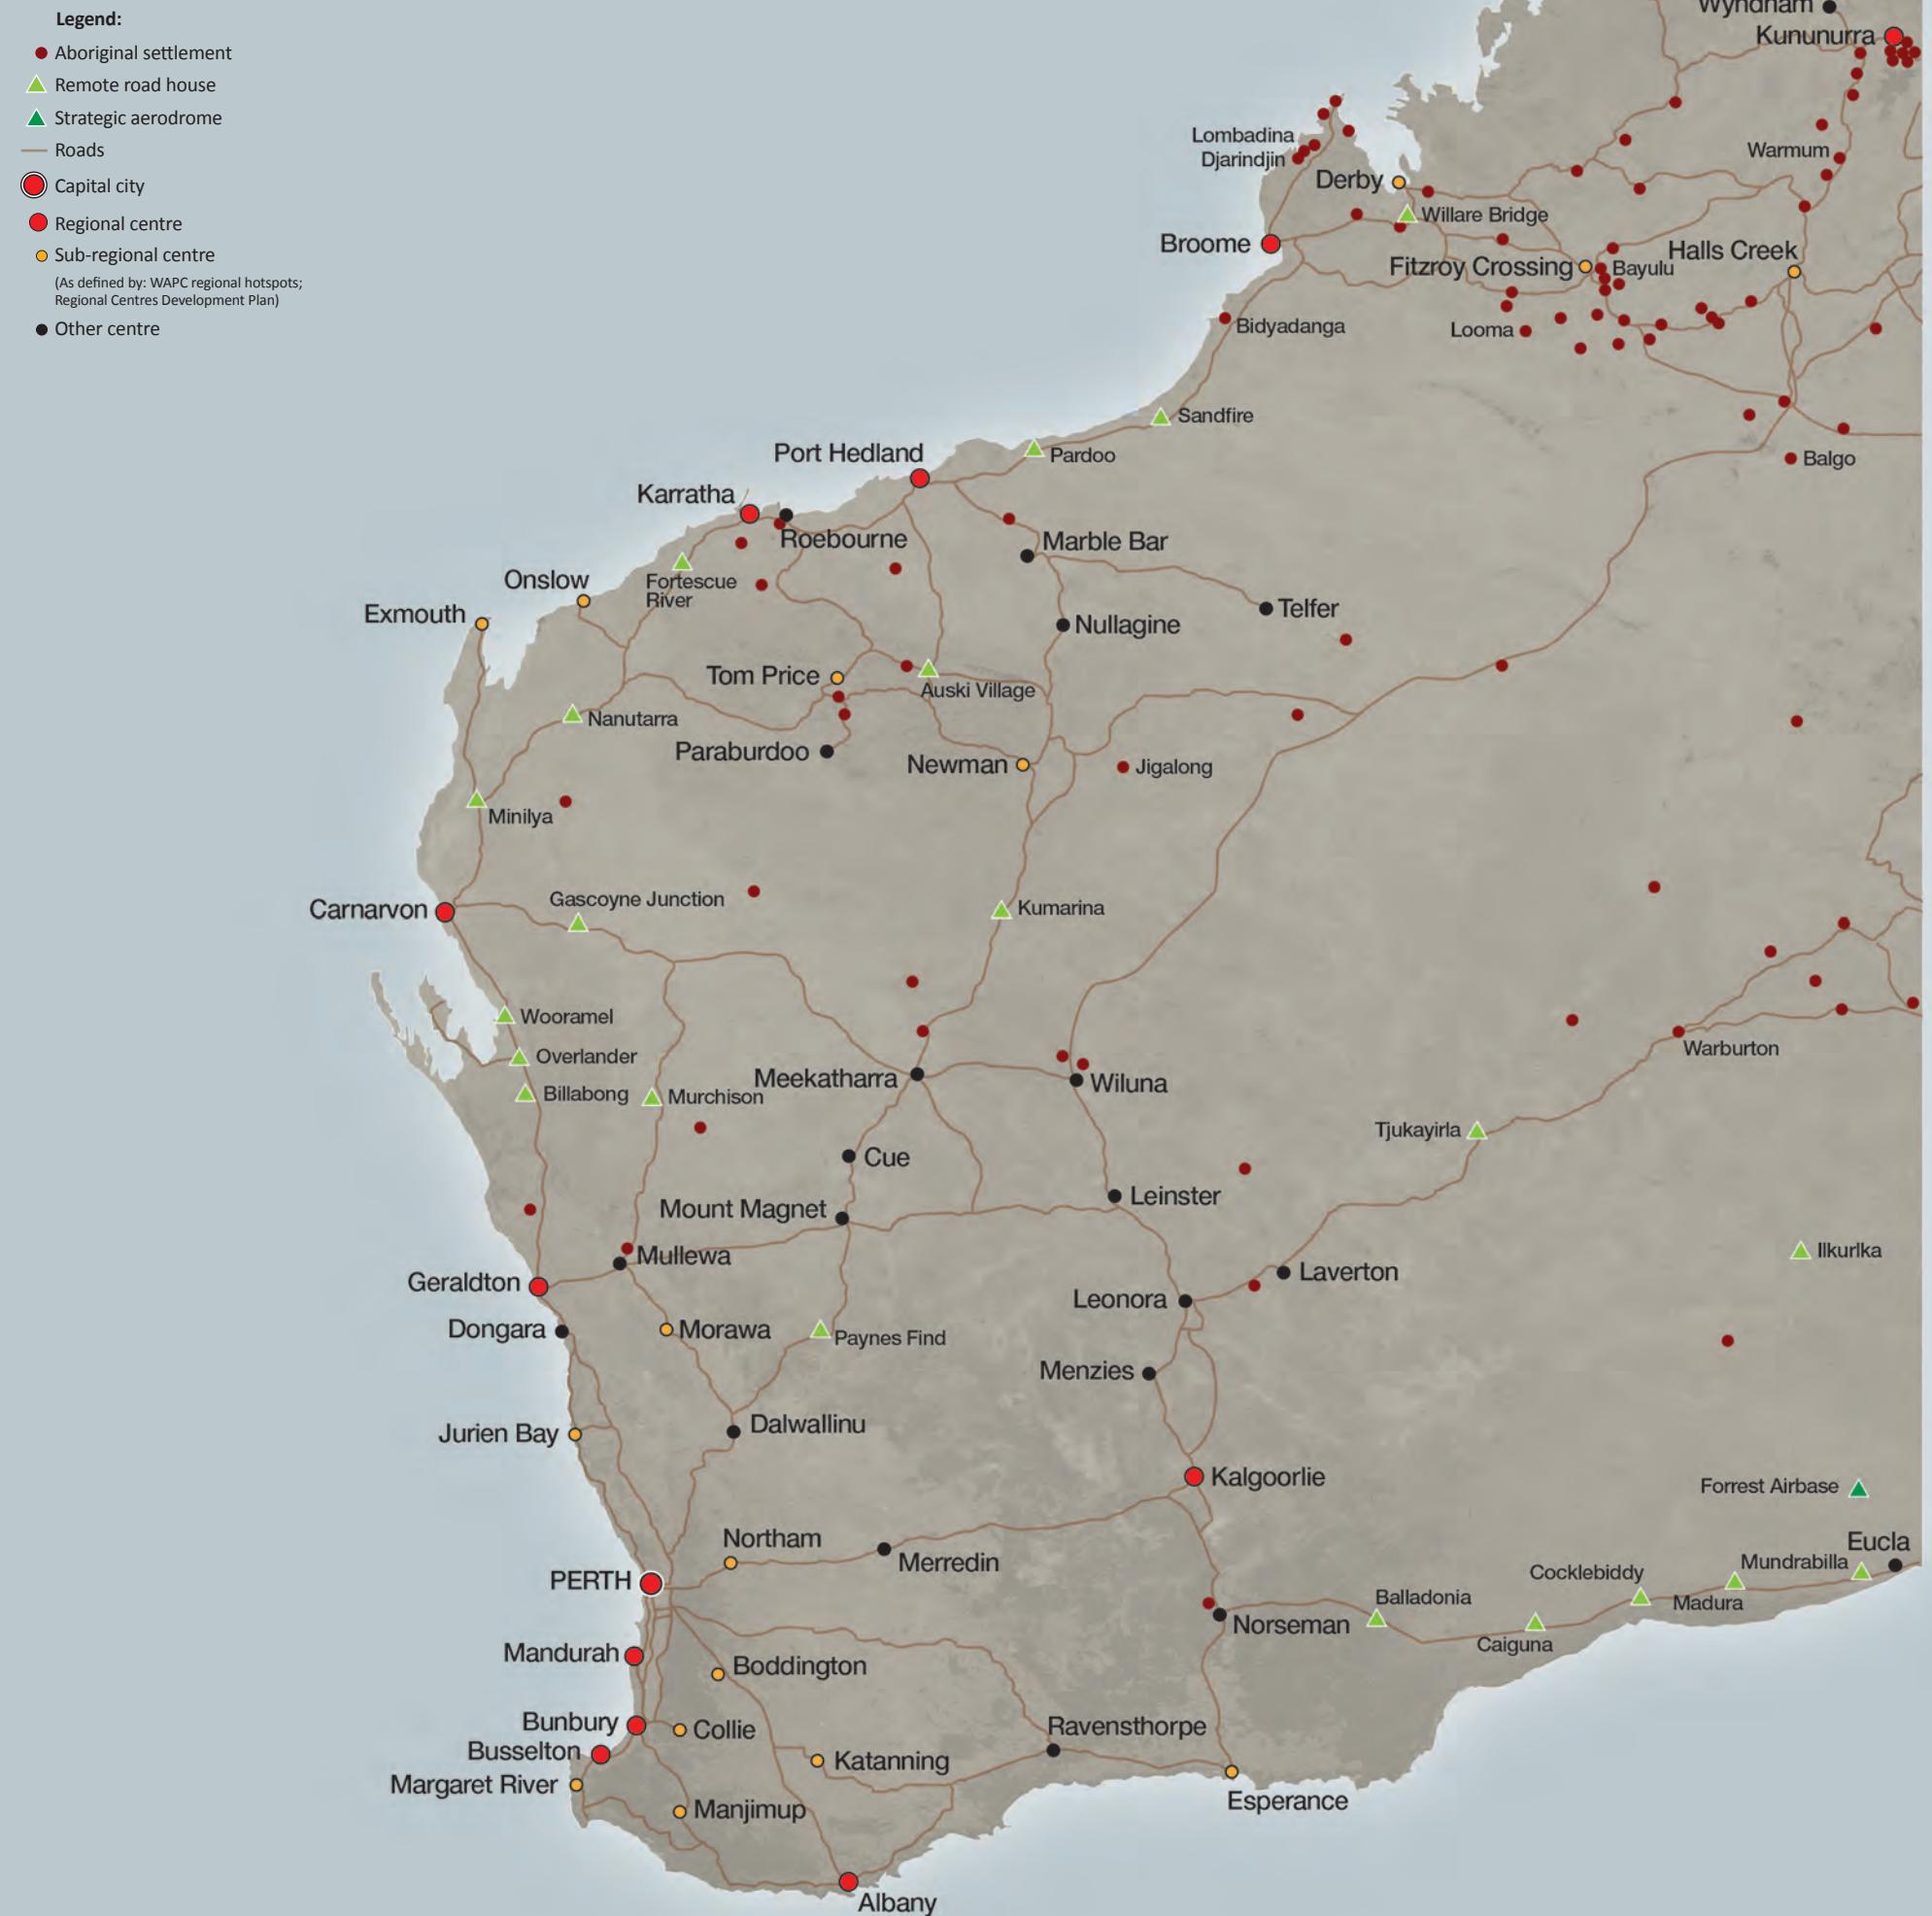 Legend:
Aboriginal settlement
Remote road house
Strategic aerodrome
Roads
Capital city
Regional centre
Sub-regional centre
(As defined by: WAPC regional hotspots;
Regional Centres Development Plan)
Other centre
Wyndham
Kununurra
Lombadina
Djarindjin
Warmum
Derby
Willare Bridge
Broome
Halls Creek
Fitzroy Crossing
Bayulu
Bidyadanga
Looma
Sandfire
Port Hedland
Pardoo
Balgo
Karratha
Roebourne
Marble Bar
Onslow
Fortescue
River
Exmouth
Telfer
Nullagine
Tom Price
Auski Village
Nanutarra
Paraburdoo
Newman
Jigalong
Minilya
Gascoyne Junction
Carnarvon
Kumarina
Wooramel
Overlander
Warburton
Meekatharra
Wiluna
Billabong
Murchison
Tjukayirla
Cue
Leinster
Mount Magnet
Mullewa
Ilkurlka
Geraldton
Laverton
Leonora
Dongara
Morawa
Paynes Find
Menzies
Dalwallinu
Jurien Bay
Kalgoorlie
Forrest Airbase
Northam
Eucla
Merredin
Mundrabilla
Cocklebiddy
PERTH
Balladonia
Madura
Norseman
Caiguna
Mandurah
Boddington
Bunbury
Collie
Ravensthorpe
Busselton
Katanning
Margaret River
Esperance
Manjimup
Albany